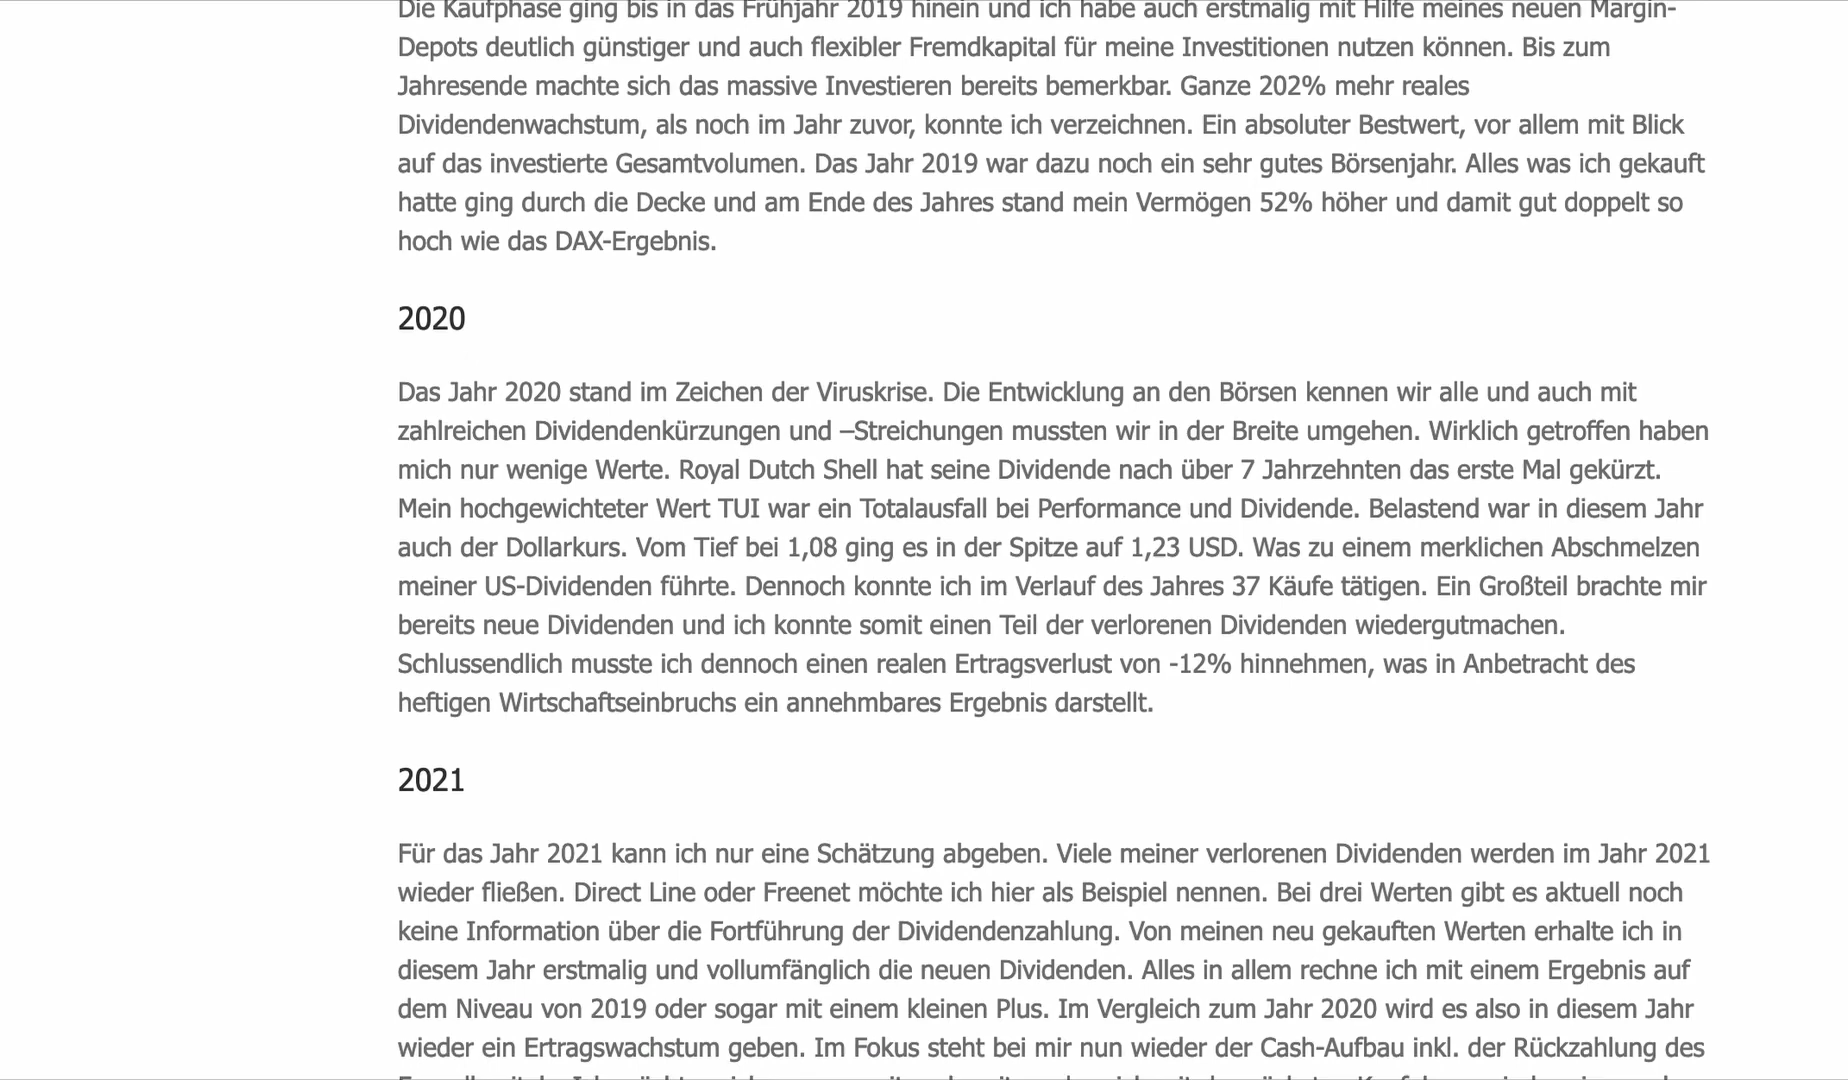 Die Kaufphase ging bis in das Frühjahr 2019 hinein und ich habe auch erstmalig mit Hilfe meines neuen Margin-
Depots deutlich günstiger und auch flexibler Fremdkapital für meine Investitionen nutzen können. Bis zum
Jahresende machte sich das massive Investieren bereits bemerkbar. Ganze 202% mehr reales
Dividendenwachstum, als noch im Jahr zuvor, konnte ich verzeichnen. Ein absoluter Bestwert, vor allem mit Blick
auf das investierte Gesamtvolumen. Das Jahr 2019 war dazu noch ein sehr gutes Börsenjahr. Alles was ich gekauft
hatte ging durch die Decke und am Ende des Jahres stand mein Vermögen 52% höher und damit gut doppelt so
hoch wie das DAX-Ergebnis.
2020
Das Jahr 2020 stand im Zeichen der Viruskrise. Die Entwicklung an den Börsen kennen wir alle und auch mit
zahlreichen Dividendenkürzungen und –Streichungen mussten wir in der Breite umgehen. Wirklich getroffen haben
mich nur wenige Werte. Royal Dutch Shell hat seine Dividende nach über 7 Jahrzehnten das erste Mal gekürzt.
Mein hochgewichteter Wert TUI war ein Totalausfall bei Performance und Dividende. Belastend war in diesem Jahr
auch der Dollarkurs. Vom Tief bei 1,08 ging es in der Spitze auf 1,23 USD. Was zu einem merklichen Abschmelzen
meiner US-Dividenden führte. Dennoch konnte ich im Verlauf des Jahres 37 Käufe tätigen. Ein Großteil brachte mir
bereits neue Dividenden und ich konnte somit einen Teil der verlorenen Dividenden wiedergutmachen.
Schlussendlich musste ich dennoch einen realen Ertragsverlust von -12% hinnehmen, was in Anbetracht des
heftigen Wirtschaftseinbruchs ein annehmbares Ergebnis darstellt.
2021
Für das Jahr 2021 kann ich nur eine Schätzung abgeben. Viele meiner verlorenen Dividenden werden im Jahr 2021
wieder fließen. Direct Line oder Freenet möchte ich hier als Beispiel nennen. Bei drei Werten gibt es aktuell noch
keine Information über die Fortführung der Dividendenzahlung. Von meinen neu gekauften Werten erhalte ich in
diesem Jahr erstmalig und vollumfänglich die neuen Dividenden. Alles in allem rechne ich mit einem Ergebnis auf
dem Niveau von 2019 oder sogar mit einem kleinen Plus. Im Vergleich zum Jahr 2020 wird es also in diesem Jahr
wieder ein Ertragswachstum geben. Im Fokus steht bei mir nun wieder der Cash-Aufbau inkl. der Rückzahlung des